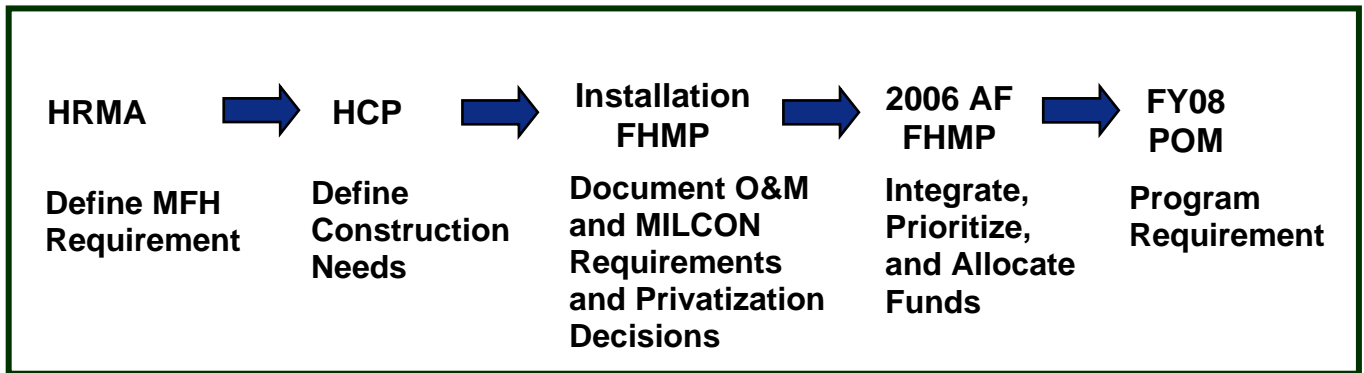 HRMA
Define MFH
Requirement
HCP
Define
Construction
Needs
Installation
FHMP
Document O&M
and MILCON
Requirements
and Privatization
Decisions
2006 AF
FHMP
Integrate,
Prioritize,
and Allocate
Funds
FY08
POM
Program
Requirement